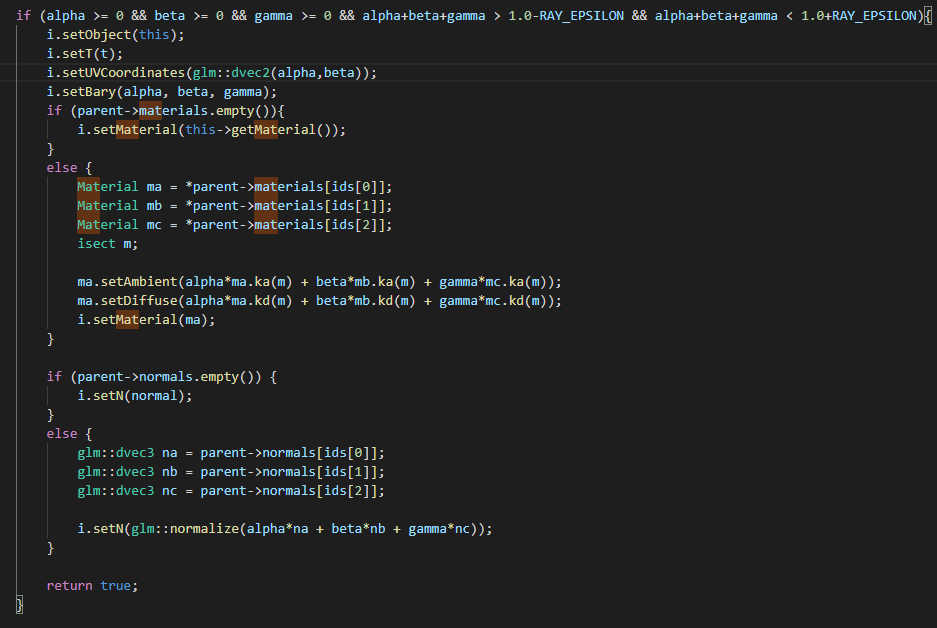 if (alpha >= 0 && beta >= 0 && gamma >= 0 && alpha+beta+gamma > 1.0-RAY_EPSILON && alpha+beta+gamma < 1.0+RAY_EPSILON){
    i.setObject(this);
    i.setT(t);
    i.setUVCoordinates(glm::dvec2(alpha,beta));
    i.setBary(alpha, beta, gamma);
    if (parent->materials.empty()){
        i.setMaterial(this->getMaterial());
    }
    else {
        Material ma = *parent->materials[ids[0]];
        Material mb = *parent->materials[ids[1]];
        Material mc = *parent->materials[ids[2]];
        isect m;

        ma.setAmbient(alpha*ma.ka(m) + beta*mb.ka(m) + gamma*mc.ka(m));
        ma.setDiffuse(alpha*ma.kd(m) + beta*mb.kd(m) + gamma*mc.kd(m));
        i.setMaterial(ma);
    }

    if (parent->normals.empty()) {
        i.setN(normal);
    }
    else {
        glm::dvec3 na = parent->normals[ids[0]];
        glm::dvec3 nb = parent->normals[ids[1]];
        glm::dvec3 nc = parent->normals[ids[2]];

        i.setN(glm::normalize(alpha*na + beta*nb + gamma*nc));
    }

    return true;
}